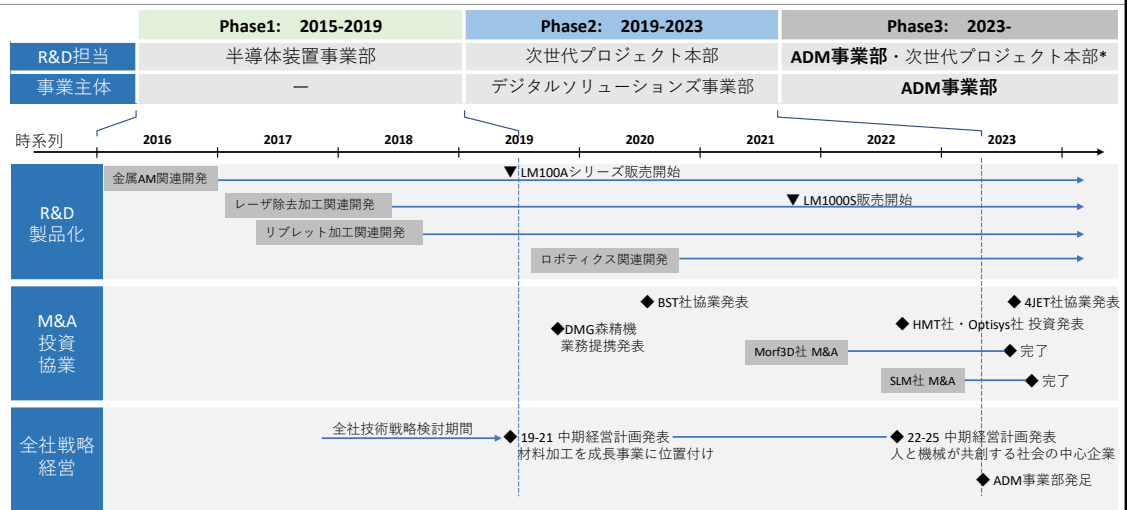 Phase1: 2015-2019
Phase2: 2019-2023
Phase3: 2023-
R&D担当
半導体装置事業部
次世代プロジェクト本部
ADM事業部・次世代プロジェクト本部*
事業主体
—
デジタルソリューションズ事業部
ADM事業部
時系列
2016
2017
2018
2019
2020
2021
2022
2023
R&D
製品化
金属AM関連開発
▼LM100Aシリーズ販売開始
レーザ除去加工関連開発
▼LM1000S販売開始
リブレット加工関連開発
ロボティクス関連開発
M&A
投資
協業
◆BST社協業発表
◆4JET社協業発表
◆DMG森精機
業務提携発表
◆HMT社・Optisys社 投資発表
Morf3D社 M&A
◆完了
SLM社 M&A
◆完了
全社戦略
経営
全社技術戦略検討期間
◆19-21 中期経営計画発表
材料加工を成長事業に位置付け
◆22-25 中期経営計画発表
人と機械が共創する社会の中心企業
◆ADM事業部発足